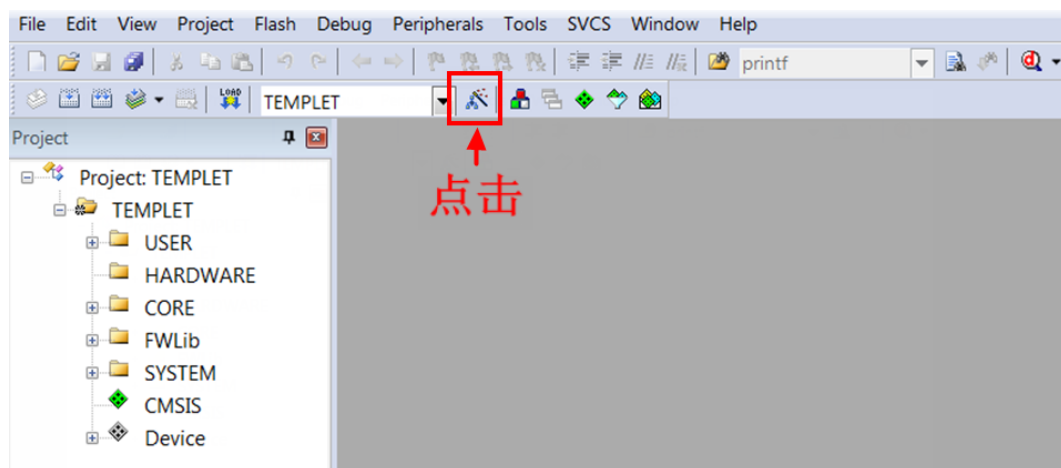 File Edit View Project Flash Debug Peripherals Tools SVCS Window Help
printf
LOAD
TEMPLET
Project
点击
Project: TEMPLET
TEMPLET
USER
HARDWARE
CORE
FWLib
SYSTEM
CMSIS
Device